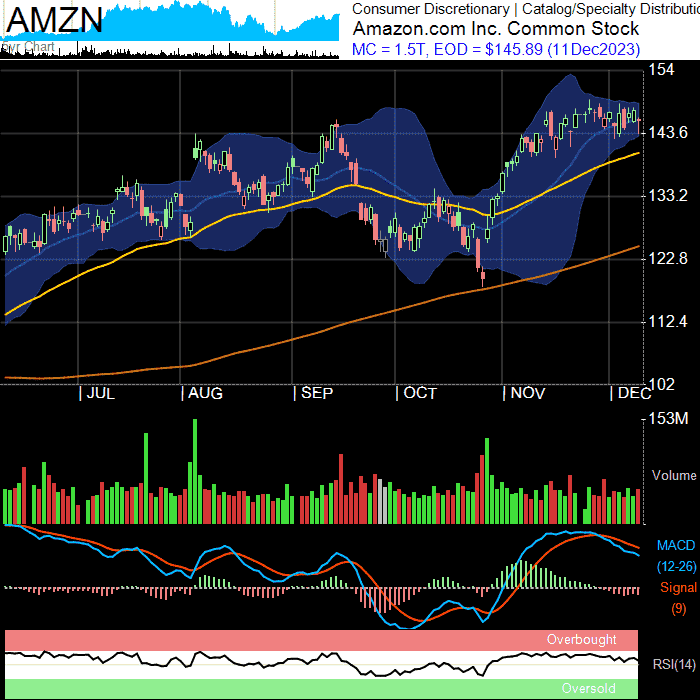 AMZN
5yr Chart
Consumer Discretionary | Catalog/Specialty Distributio
Amazon.com Inc. Common Stock
MC = 1.5T, EOD = $145.89 (11Dec2023)
154
143.6
133.2
122.8
112.4
102
| JUL | AUG | SEP | OCT | NOV | DEC
153M
Volume
MACD
(12-26)
Signal
(9)
Overbought
RSI(14)
Oversold